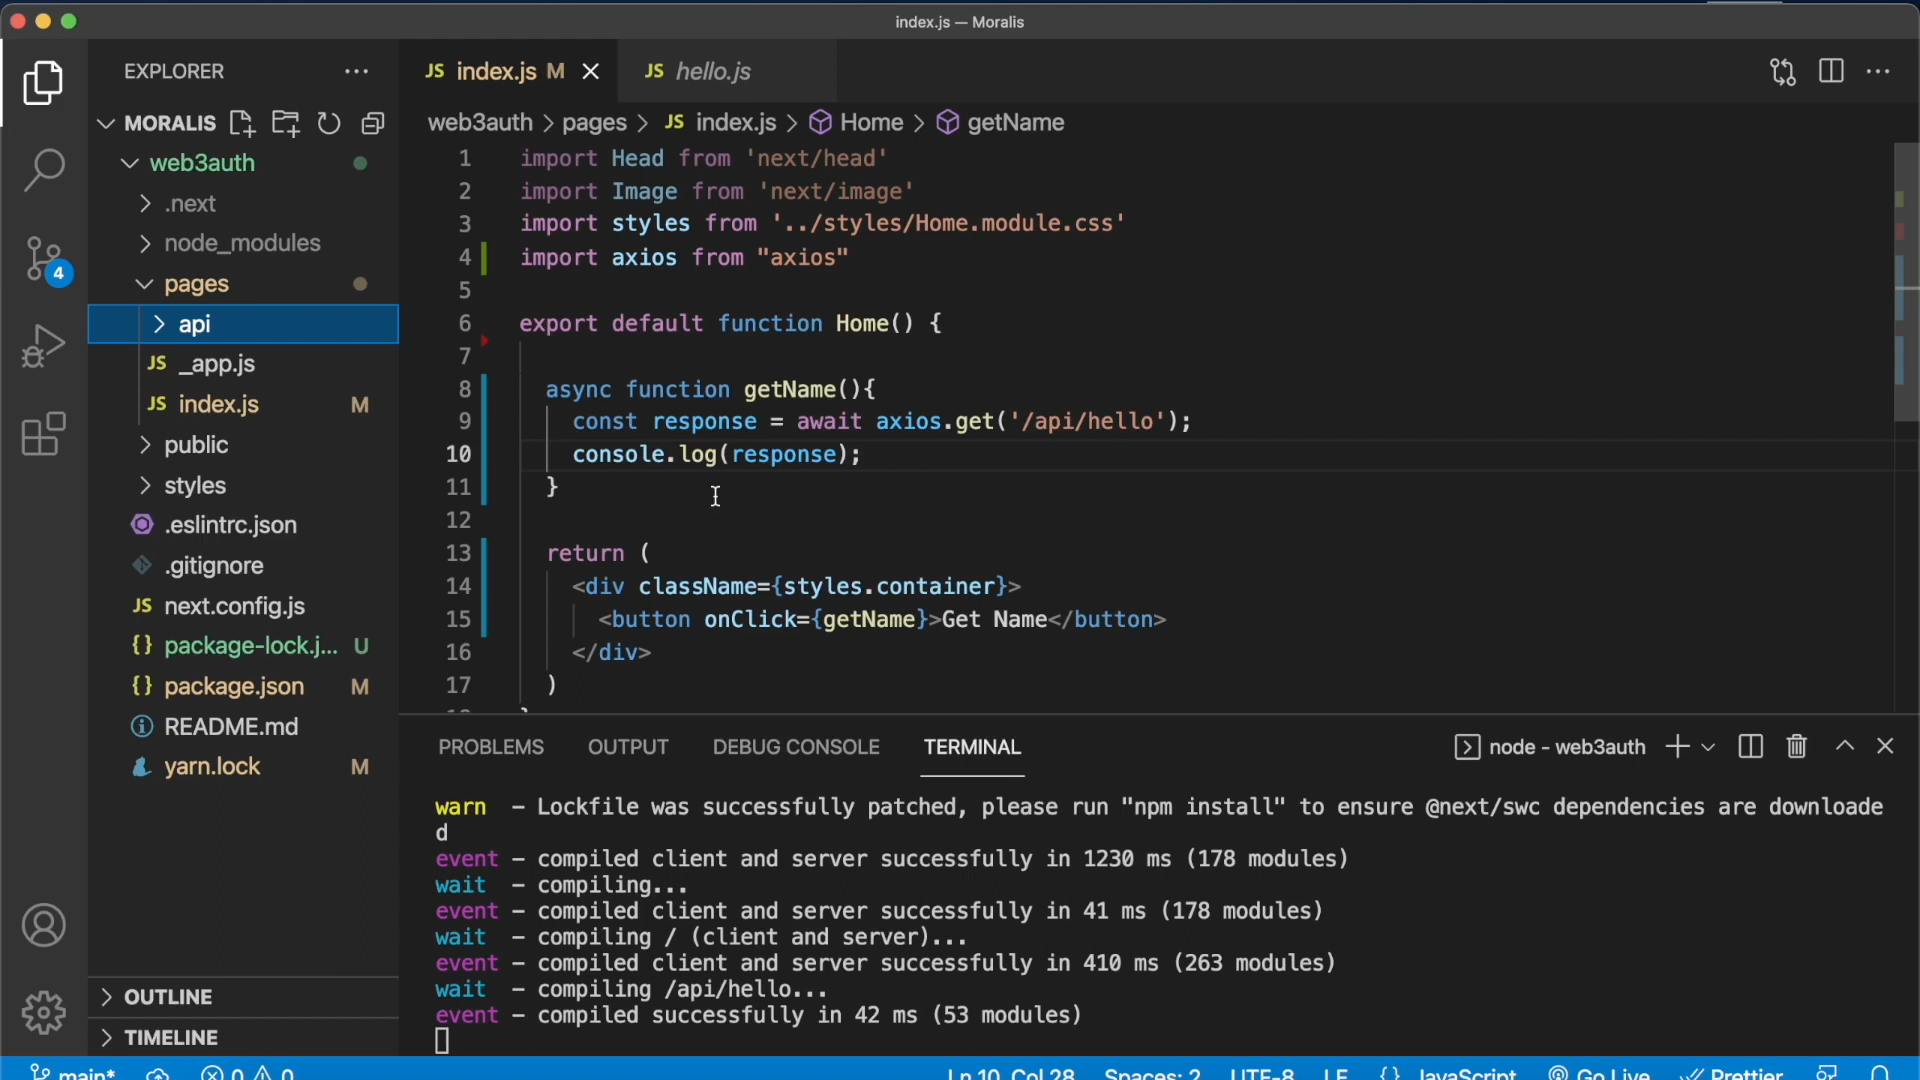 index.js — Moralis
EXPLORER
MORALIS
web3auth
.next
node_modules
pages
api
JS _app.js
JS index.js M
public
styles
.eslintrc.json
.gitignore
JS next.config.js
{} package-lock.j... U
{} package.json M
README.md
yarn.lock M
OUTLINE
TIMELINE
4
JS index.js M
JS hello.js
web3auth > pages > JS index.js > Home > getName
1 import Head from 'next/head'
2 import Image from 'next/image'
3 import styles from '../styles/Home.module.css'
4 import axios from "axios"
5
6 export default function Home() {
7
8 async function getName(){
9 const response = await axios.get('/api/hello');
10 console.log(response);
11 }
12
13 return (
14 <div className={styles.container}>
15 <button onClick={getName}>Get Name</button>
16 </div>
17 )
PROBLEMS OUTPUT DEBUG CONSOLE TERMINAL
node - web3auth
warn - Lockfile was successfully patched, please run "npm install" to ensure @next/swc dependencies are downloade
d
event - compiled client and server successfully in 1230 ms (178 modules)
wait - compiling...
event - compiled client and server successfully in 41 ms (178 modules)
wait - compiling / (client and server)...
event - compiled client and server successfully in 410 ms (263 modules)
wait - compiling /api/hello...
event - compiled successfully in 42 ms (53 modules)
main* 0 0 Ln 10, Col 28 Spaces: 2 UTF-8 LF {} JavaScript Go Live Prettier